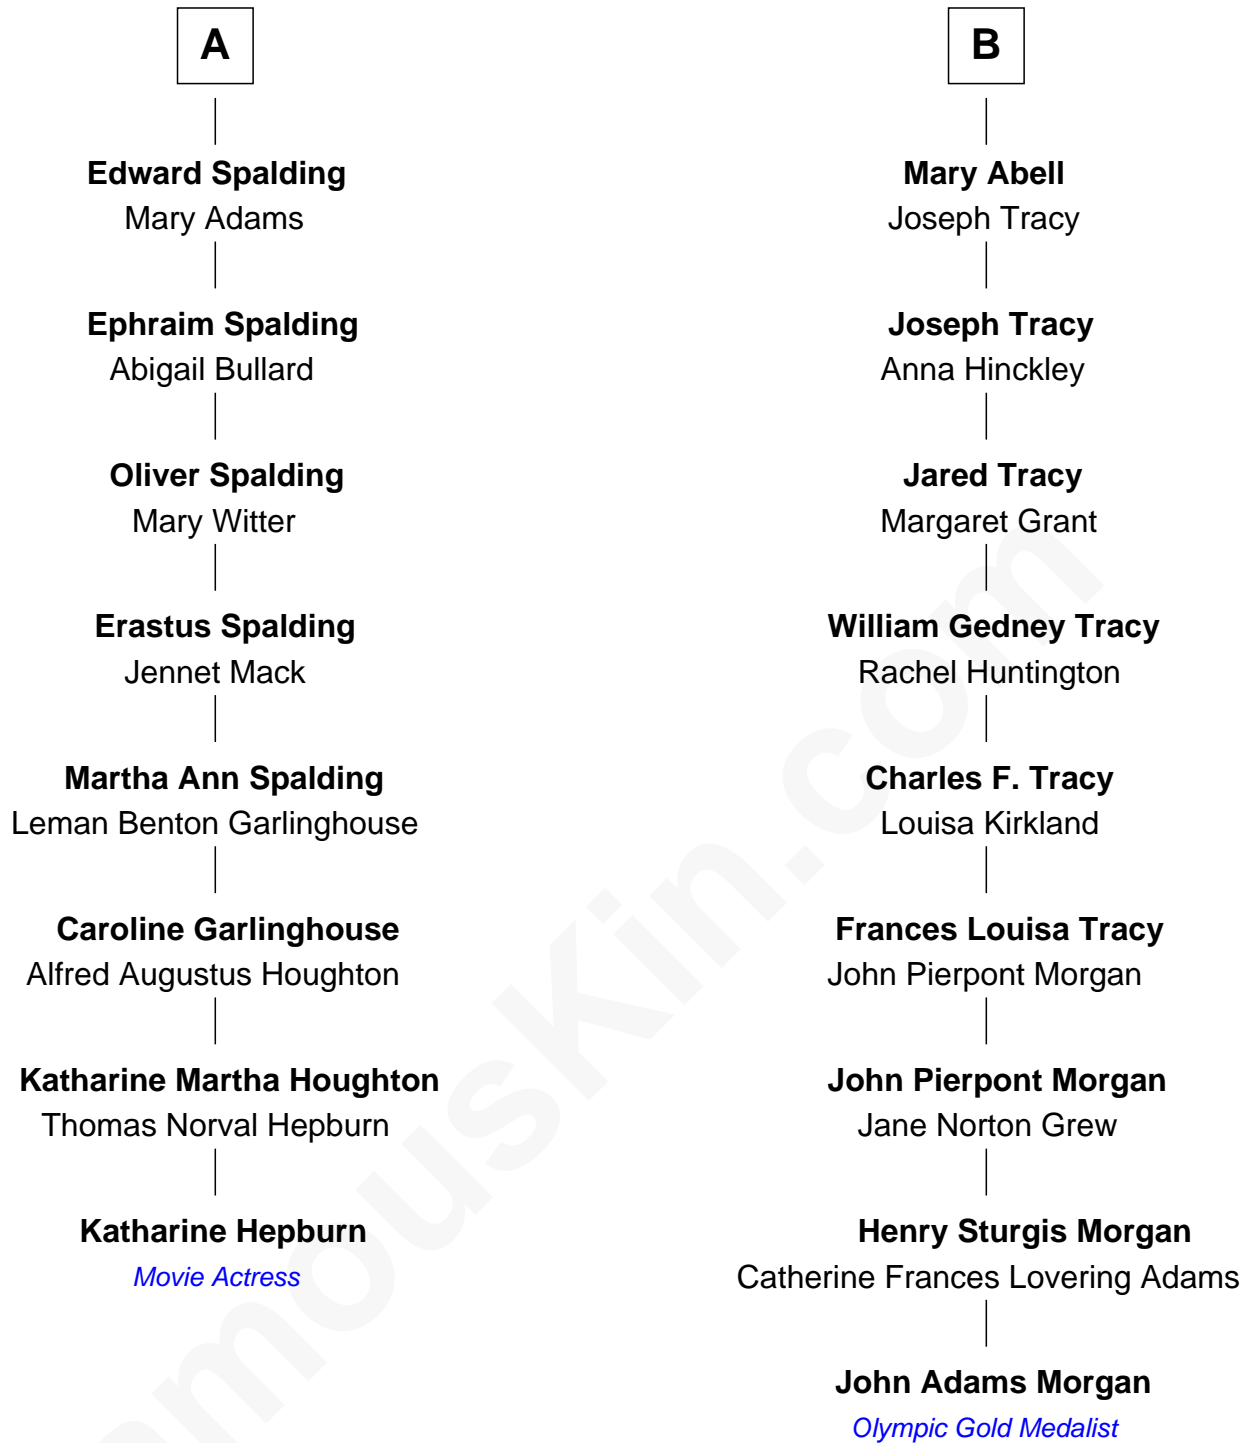 A
Edward Spalding
Mary Adams
Ephraim Spalding
Abigail Bullard
Oliver Spalding
Mary Witter
Erastus Spalding
Jennet Mack
Martha Ann Spalding
Leman Benton Garlinghouse
Caroline Garlinghouse
Alfred Augustus Houghton
Katharine Martha Houghton
Thomas Norval Hepburn
Katharine Hepburn
Movie Actress
B
Mary Abell
Joseph Tracy
Joseph Tracy
Anna Hinckley
Jared Tracy
Margaret Grant
William Gedney Tracy
Rachel Huntington
Charles F. Tracy
Louisa Kirkland
Frances Louisa Tracy
John Pierpont Morgan
John Pierpont Morgan
Jane Norton Grew
Henry Sturgis Morgan
Catherine Frances Lovering Adams
John Adams Morgan
Olympic Gold Medalist
amousKin.com